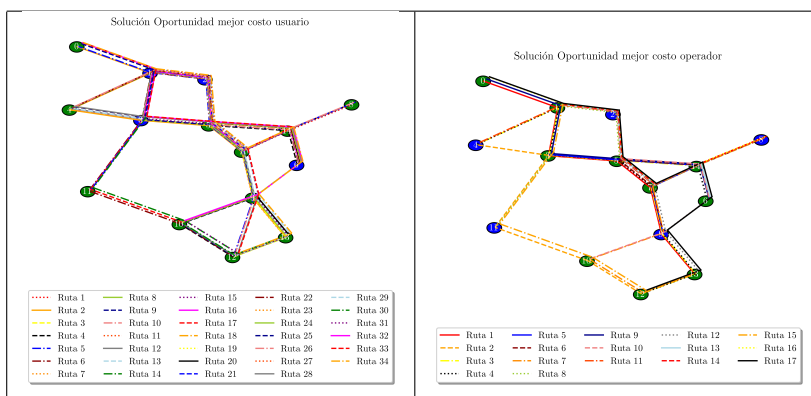 Solución Oportunidad mejor costo usuario
Ruta 1 Ruta 8 Ruta 15 Ruta 22 Ruta 29
Ruta 2 Ruta 9 Ruta 16 Ruta 23 Ruta 30
Ruta 3 Ruta 10 Ruta 17 Ruta 24 Ruta 31
Ruta 4 Ruta 11 Ruta 18 Ruta 25 Ruta 32
Ruta 5 Ruta 12 Ruta 19 Ruta 26 Ruta 33
Ruta 6 Ruta 13 Ruta 20 Ruta 27 Ruta 34
Ruta 7 Ruta 14 Ruta 21 Ruta 28
Solución Oportunidad mejor costo operador
Ruta 1 Ruta 5 Ruta 9 Ruta 12 Ruta 15
Ruta 2 Ruta 6 Ruta 10 Ruta 13 Ruta 16
Ruta 3 Ruta 7 Ruta 11 Ruta 14 Ruta 17
Ruta 4 Ruta 8